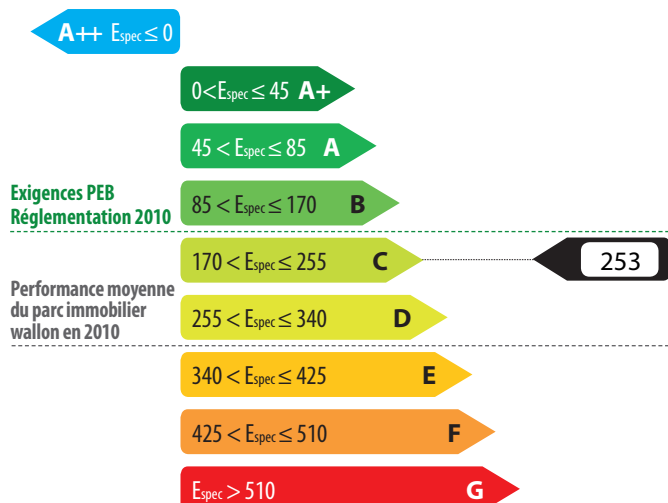 A++ Espec ≤ 0
0<Espec ≤ 45 A+
45 < Espec ≤ 85 A
Exigences PEB
Réglementation 2010
85 < Espec ≤ 170 B
170 < Espec ≤ 255 C
253
Performance moyenne
du parc immobilier
wallon en 2010
255 < Espec ≤ 340 D
340 < Espec ≤ 425 E
425 < Espec ≤ 510 F
Espec > 510 G